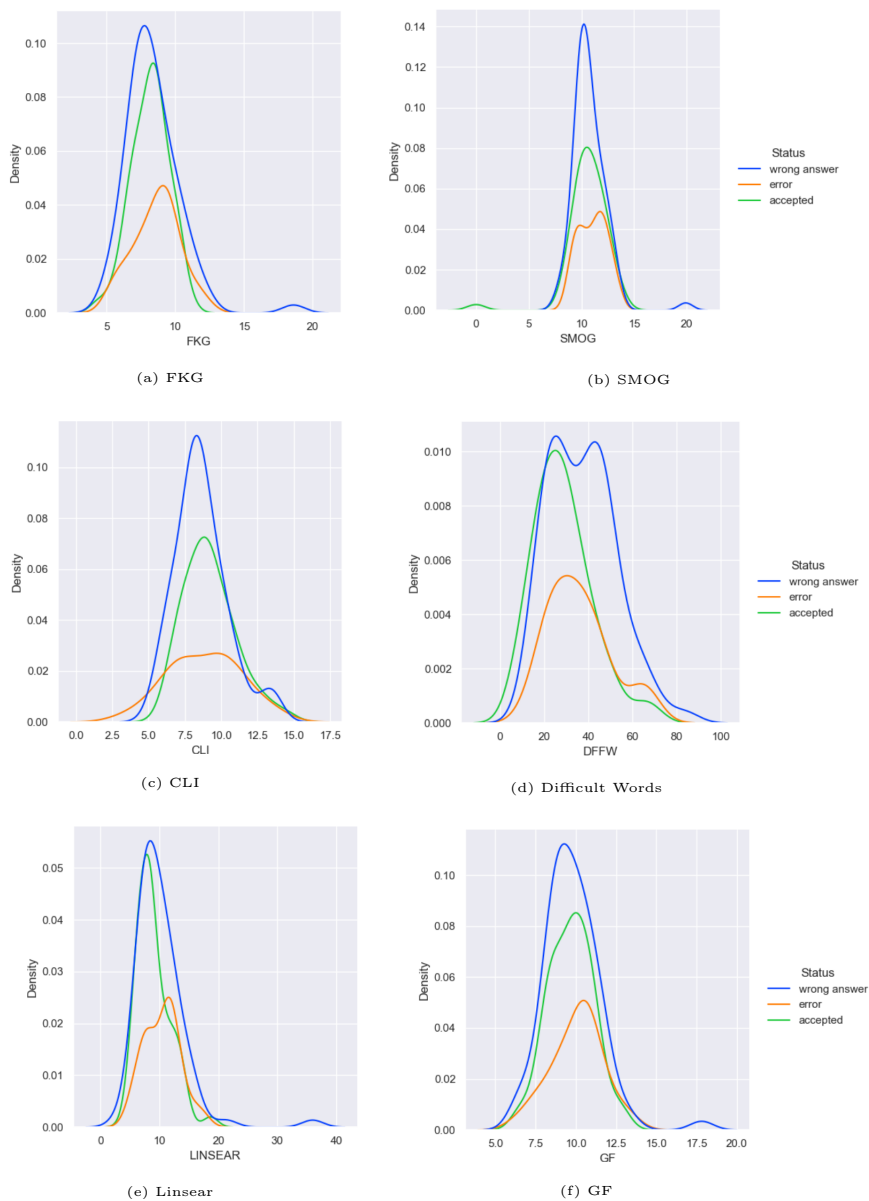 0.10
0.08
0.06
0.04
0.02
0.00
Density
5 10 15 20
FKG
(a) FKG
0.14
0.12
0.10
0.08
0.06
0.04
0.02
0.00
Density
0 5 10 15 20
SMOG
Status
wrong answer
error
accepted
(b) SMOG
0.10
0.08
0.06
0.04
0.02
0.00
Density
0.0 2.5 5.0 7.5 10.0 12.5 15.0 17.5
CLI
(c) CLI
0.010
0.008
0.006
0.004
0.002
0.000
Density
0 20 40 60 80 100
DFFW
Status
wrong answer
error
accepted
(d) Difficult Words
0.05
0.04
0.03
0.02
0.01
0.00
Density
0 10 20 30 40
LINSEAR
(e) Linsear
0.10
0.08
0.06
0.04
0.02
0.00
Density
5.0 7.5 10.0 12.5 15.0 17.5 20.0
GF
Status
wrong answer
error
accepted
(f) GF